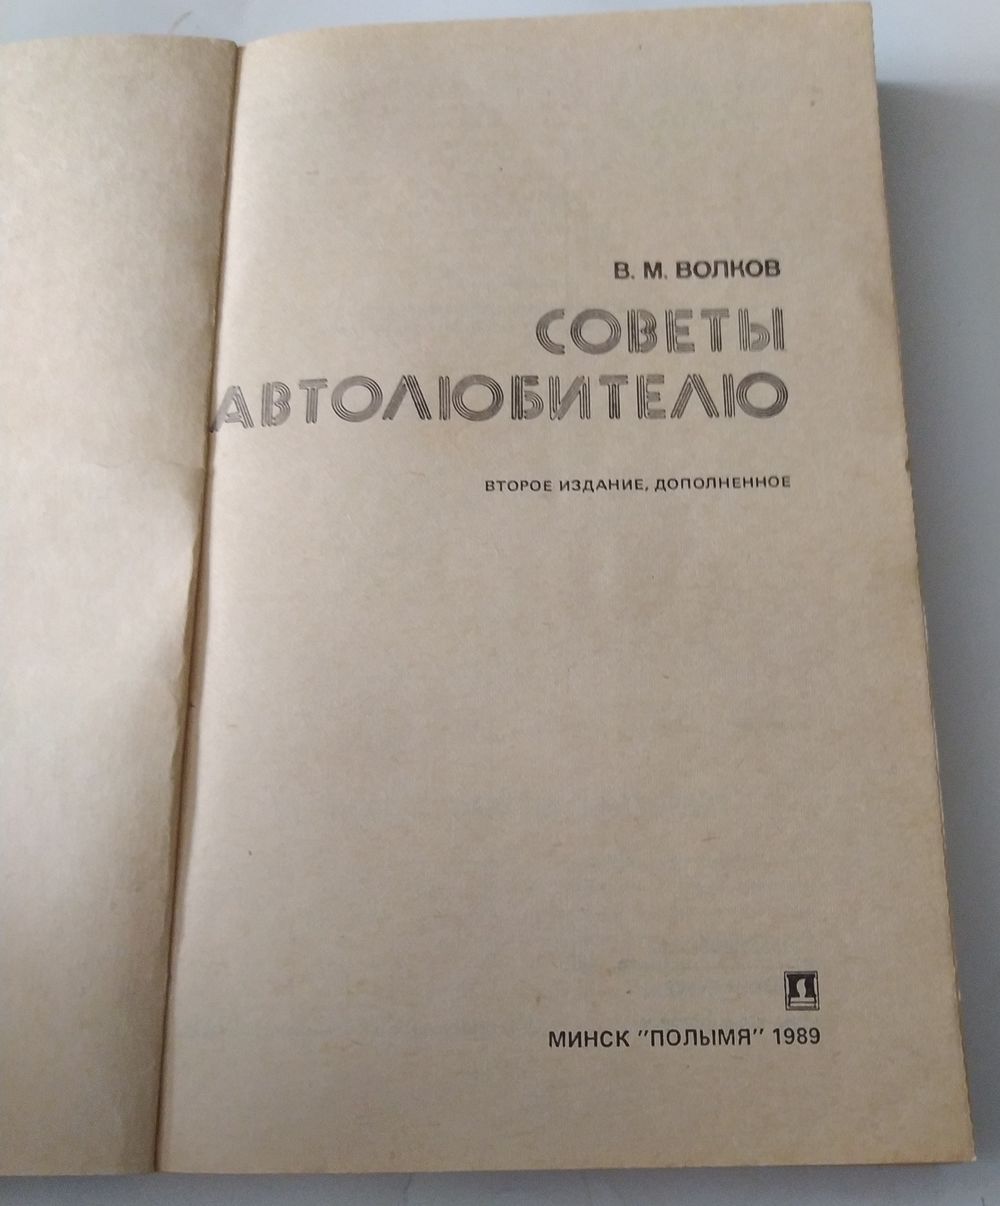 В. М. ВОЛКОВ
СОВЕТЫ
АВТОЛЮБИТЕЛЮ
ВТОРОЕ ИЗДАНИЕ, ДОПОЛНЕННОЕ
МИНСК "ПОЛЫМЯ" 1989